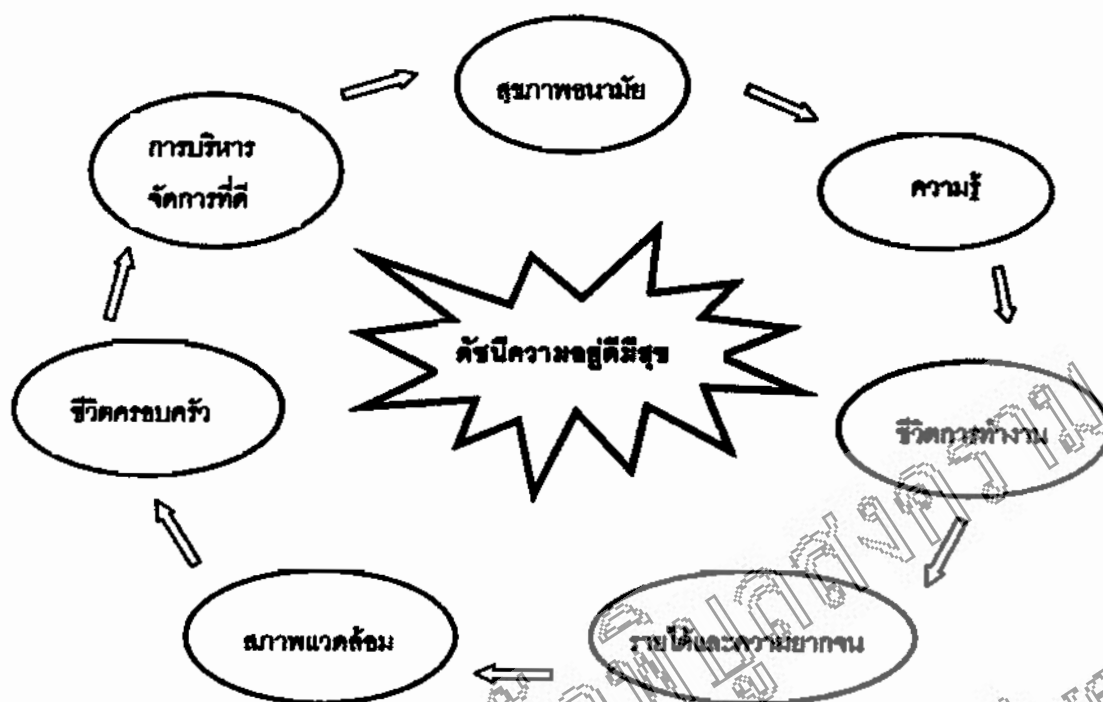 สุขภาพอนามัย
ความรู้
ชีวิตการทำงาน
รายได้และความยากจน
สภาพแวดล้อม
ชีวิตครอบครัว
การบริหาร
จัดการที่ดี
ดัชนีความอยู่ดีมีสุข